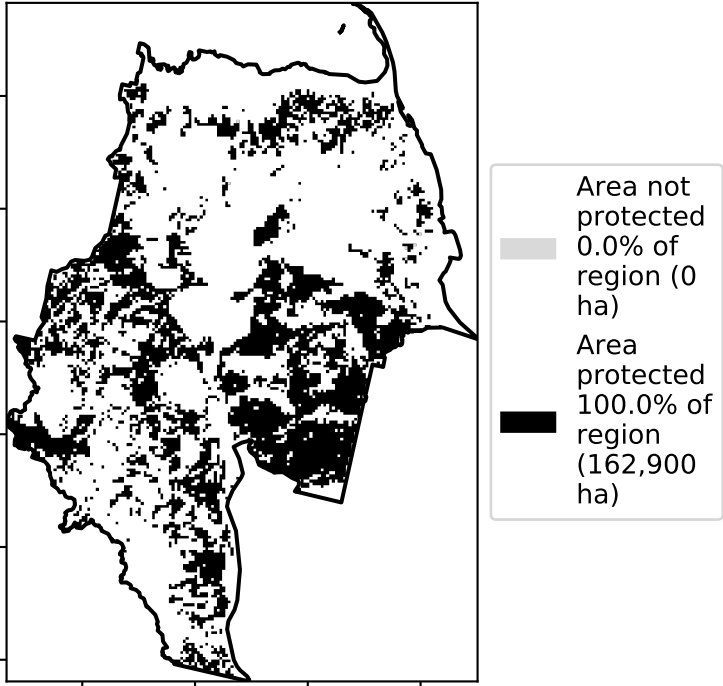 Area not
protected
0.0% of
region (0
ha)
Area
protected
100.0% of
region
(162,900
ha)